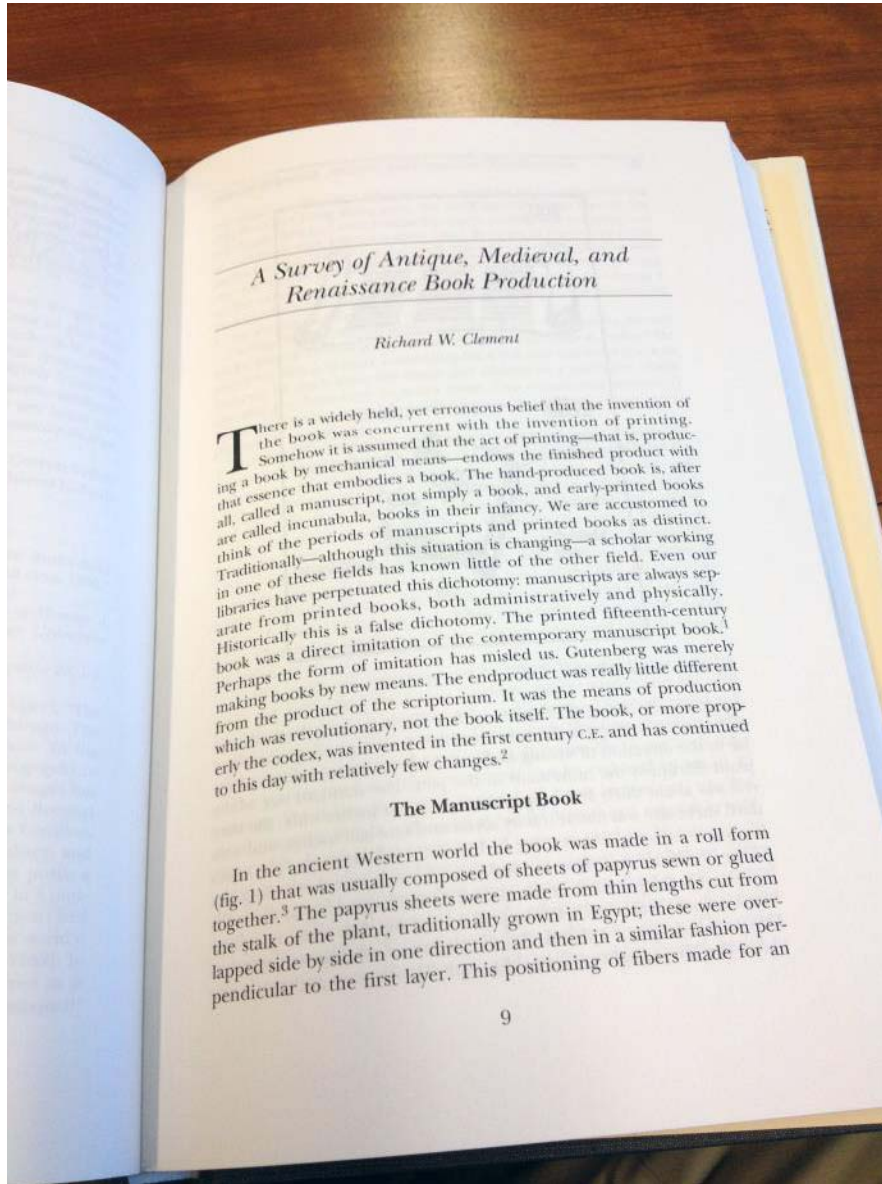 A Survey of Antique, Medieval, and
Renaissance Book Production
Richard W. Clement
There is a widely held, yet erroneous belief that the invention of
the book was concurrent with the invention of printing.
Somehow it is assumed that the act of printing—that is, produc-
ing a book by mechanical means—endows the finished product with
that essence that embodies a book. The hand-produced book is, after
all, called a manuscript, not simply a book, and early-printed books
are called incunabula, books in their infancy. We are accustomed to
think of the periods of manuscripts and printed books as distinct.
Traditionally—although this situation is changing—a scholar working
in one of these fields has known little of the other field. Even our
libraries have perpetuated this dichotomy: manuscripts are always sep-
arate from printed books, both administratively and physically.
Historically this is a false dichotomy. The printed fifteenth-century
book was a direct imitation of the contemporary manuscript book.1
Perhaps the form of imitation has misled us. Gutenberg was merely
making books by new means. The endproduct was really little different
from the product of the scriptorium. It was the means of production
which was revolutionary, not the book itself. The book, or more prop-
erly the codex, was invented in the first century C.E. and has continued
to this day with relatively few changes.2
The Manuscript Book
In the ancient Western world the book was made in a roll form
(fig. 1) that was usually composed of sheets of papyrus sewn or glued
together.3 The papyrus sheets were made from thin lengths cut from
the stalk of the plant, traditionally grown in Egypt; these were over-
lapped side by side in one direction and then in a similar fashion per-
pendicular to the first layer. This positioning of fibers made for an
9